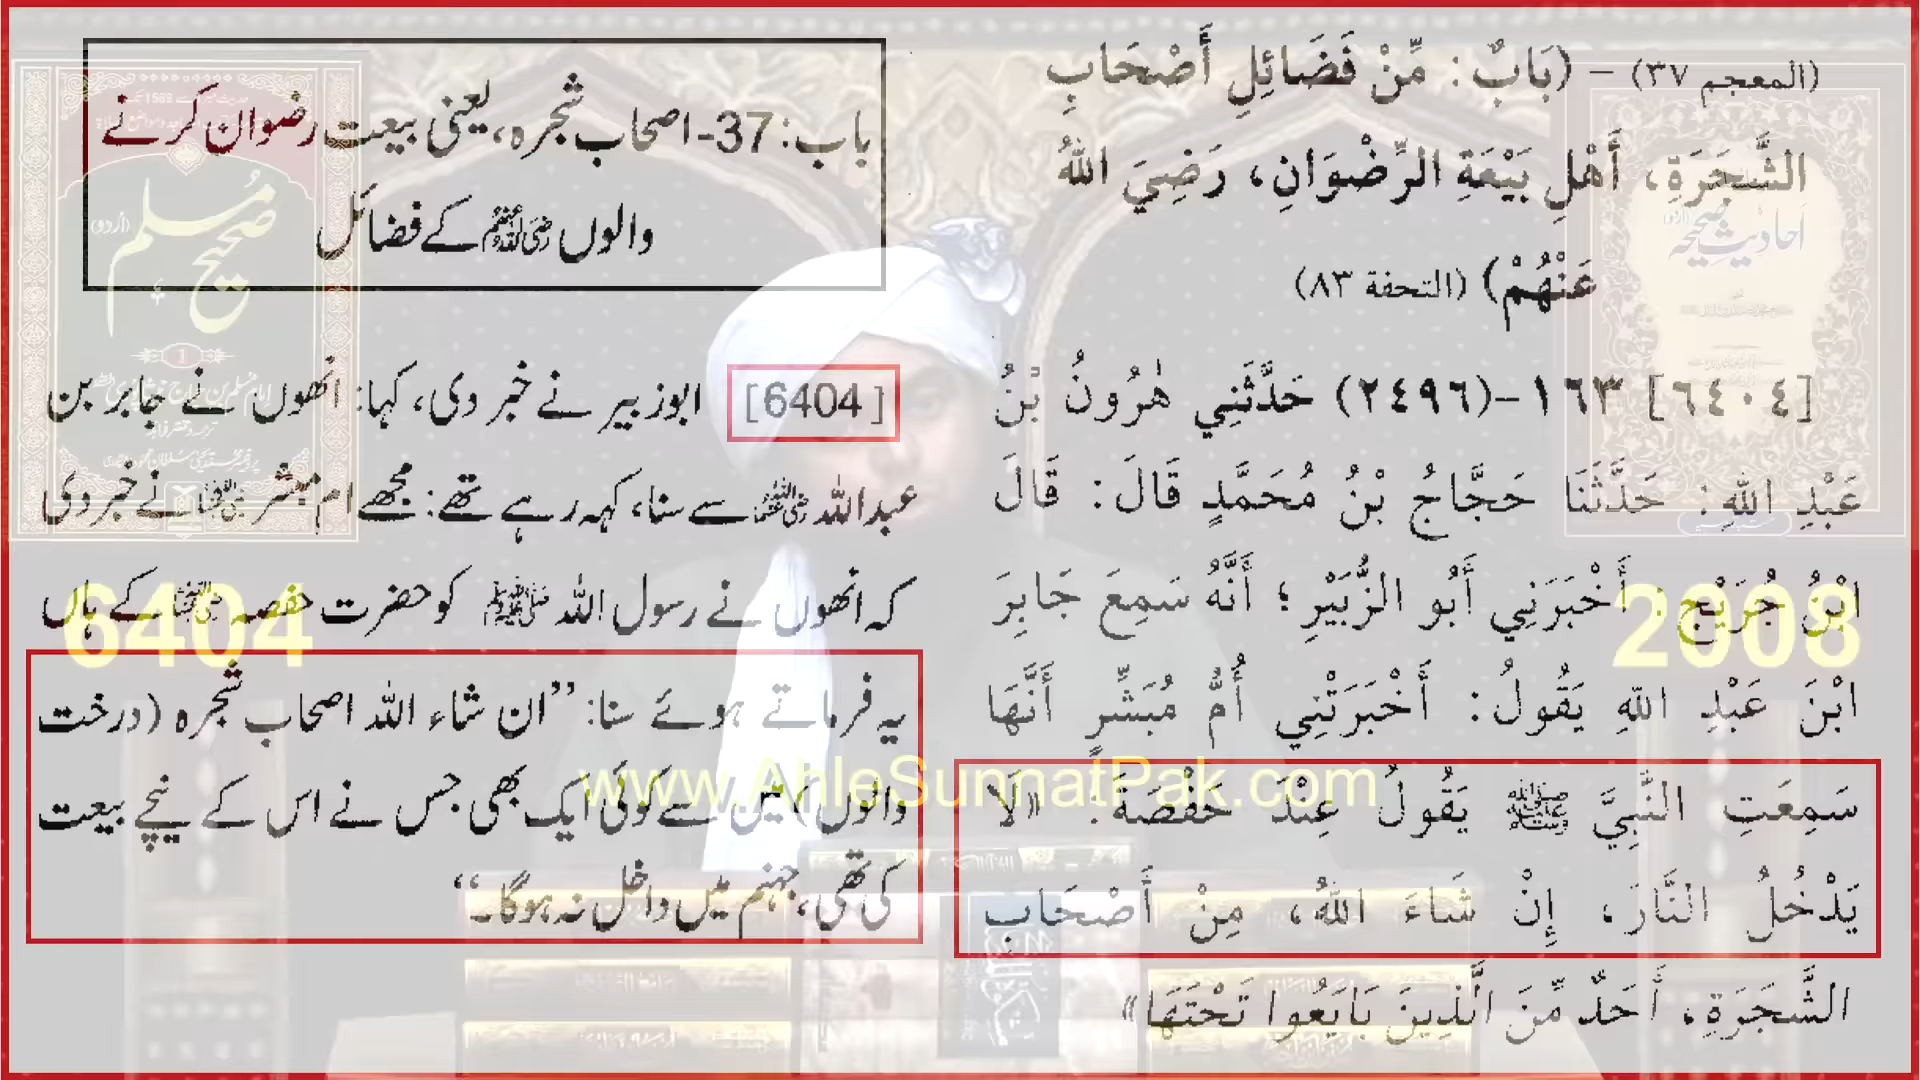 (المعجم ٣٧) - (بَابٌ: مِّنْ فَضَائِلِ أَصْحَابِ
الشَّجَرَةِ، أَهْلِ بَيْعَةِ الرِّضْوَانِ، رَضِيَ اللهُ
عَنْهُمْ) (التحفة ٨٣)
[٦٤٠٤] ١٦٣-(٢٤٩٦) حَدَّثَنِي هٰرُونُ بْنُ
عَبْدِ اللهِ: حَدَّثَنَا حَجَّاجُ بْنُ مُحَمَّدٍ قَالَ: قَالَ
ابْنُ جُرَيْجٍ: أَخْبَرَنِي أَبُو الزُّبَيْرِ؛ أَنَّهُ سَمِعَ جَابِرَ
ابْنَ عَبْدِ اللهِ يَقُولُ: أَخْبَرَتْنِي أُمُّ مُبَشِّرٍ أَنَّهَا
سَمِعَتِ النَّبِيَّ ﷺ يَقُولُ عِنْدَ حَفْصَةَ: «لَا
يَدْخُلُ النَّارَ، إِنْ شَاءَ اللهُ، مِنْ أَصْحَابِ
الشَّجَرَةِ، أَحَدٌ مِّنَ الَّذِينَ بَايَعُوا تَحْتَهَا»
باب: 37- اصحاب شجرہ، یعنی بیعت رضوان کرنے
والوں رضی اللہ عنہم کے فضائل
[6404] ابوزبیر نے خبر دی، کہا: انھوں نے جابر بن
عبداللہ رضی اللہ عنہما سے سنا، کہہ رہے تھے: مجھے ام مبشر رضی اللہ عنہا نے خبر دی
کہ انھوں نے رسول اللہ ﷺ کو حضرت حفصہ رضی اللہ عنہا کے ہاں
یہ فرماتے ہوئے سنا: ’’ان شاء اللہ اصحاب شجرہ (درخت
والوں) میں سے کوئی ایک بھی جس نے اس کے نیچے بیعت
کی تھی، جہنم میں داخل نہ ہوگا۔‘‘
صحیح مسلم
(اردو)
1
6404
احادیث صحیحہ
(اردو)
2008
www.AhleSunnatPak.com